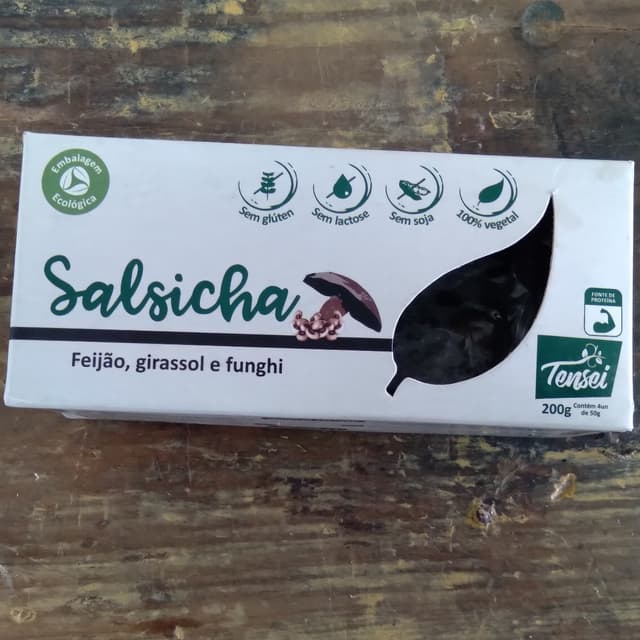 Embalagem
Ecológica
Sem glúten
Sem lactose
Sem soja
100% vegetal
Salsicha
Feijão, girassol e funghi
FONTE DE
PROTEÍNA
Tensei
200g
Contém 4un
de 50g